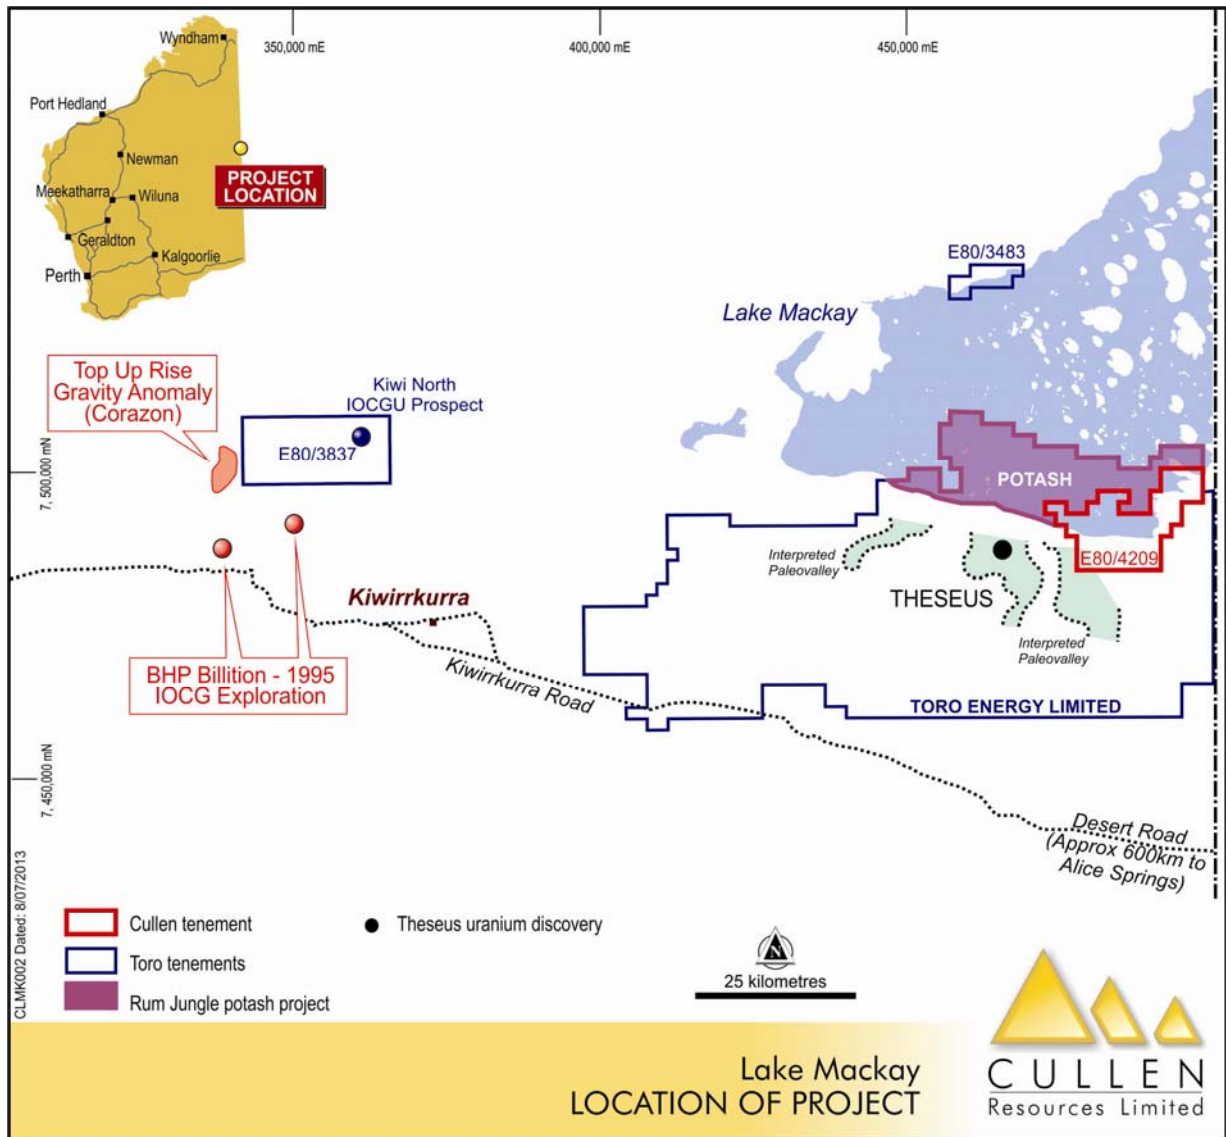 350,000 mE
400,000 mE
450,000 mE
Wyndham
Port Hedland
Newman
Meekatharra
Wiluna
Geraldton
Kalgoorlie
Perth
PROJECT
LOCATION
E80/3483
Lake Mackay
Top Up Rise
Gravity Anomaly
(Corazon)
Kiwi North
IOCGU Prospect
E80/3837
7, 500,000 mN
POTASH
Interpreted
Paleovalley
E80/4209
THESEUS
Interpreted
Paleovalley
Kiwirrkurra
BHP Billition - 1995
IOCG Exploration
Kiwirrkurra Road
TORO ENERGY LIMITED
7, 450,000 mN
Desert Road
(Approx 600km to
Alice Springs)
CLMK002 Dated: 8/07/2013
Cullen tenement
Theseus uranium discovery
Toro tenements
Rum Jungle potash project
N
25 kilometres
Lake Mackay
LOCATION OF PROJECT
CULLEN
Resources Limited